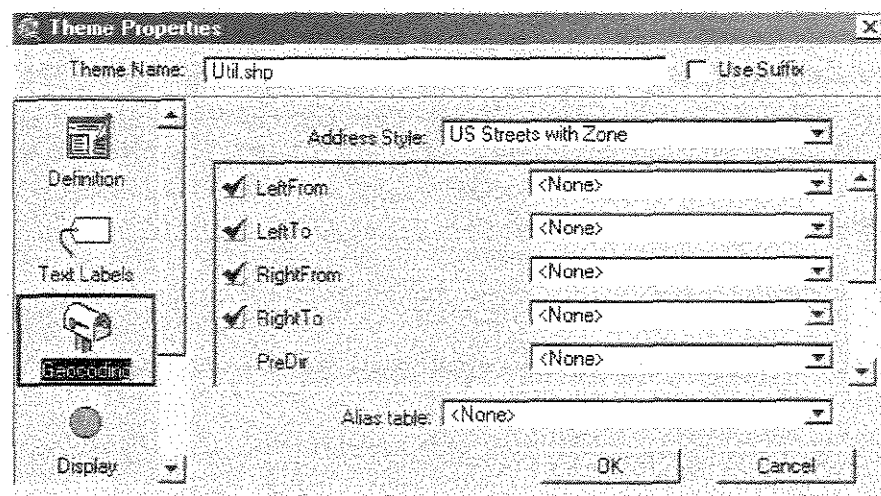 Theme Properties
Theme Name: Util.shp Use Suffix
Address Style: US Streets with Zone
Definition
Text Labels
Geocoding
Display
LeftFrom <None>
LeftTo <None>
RightFrom <None>
RightTo <None>
PreDir <None>
Alias table: <None>
OK Cancel